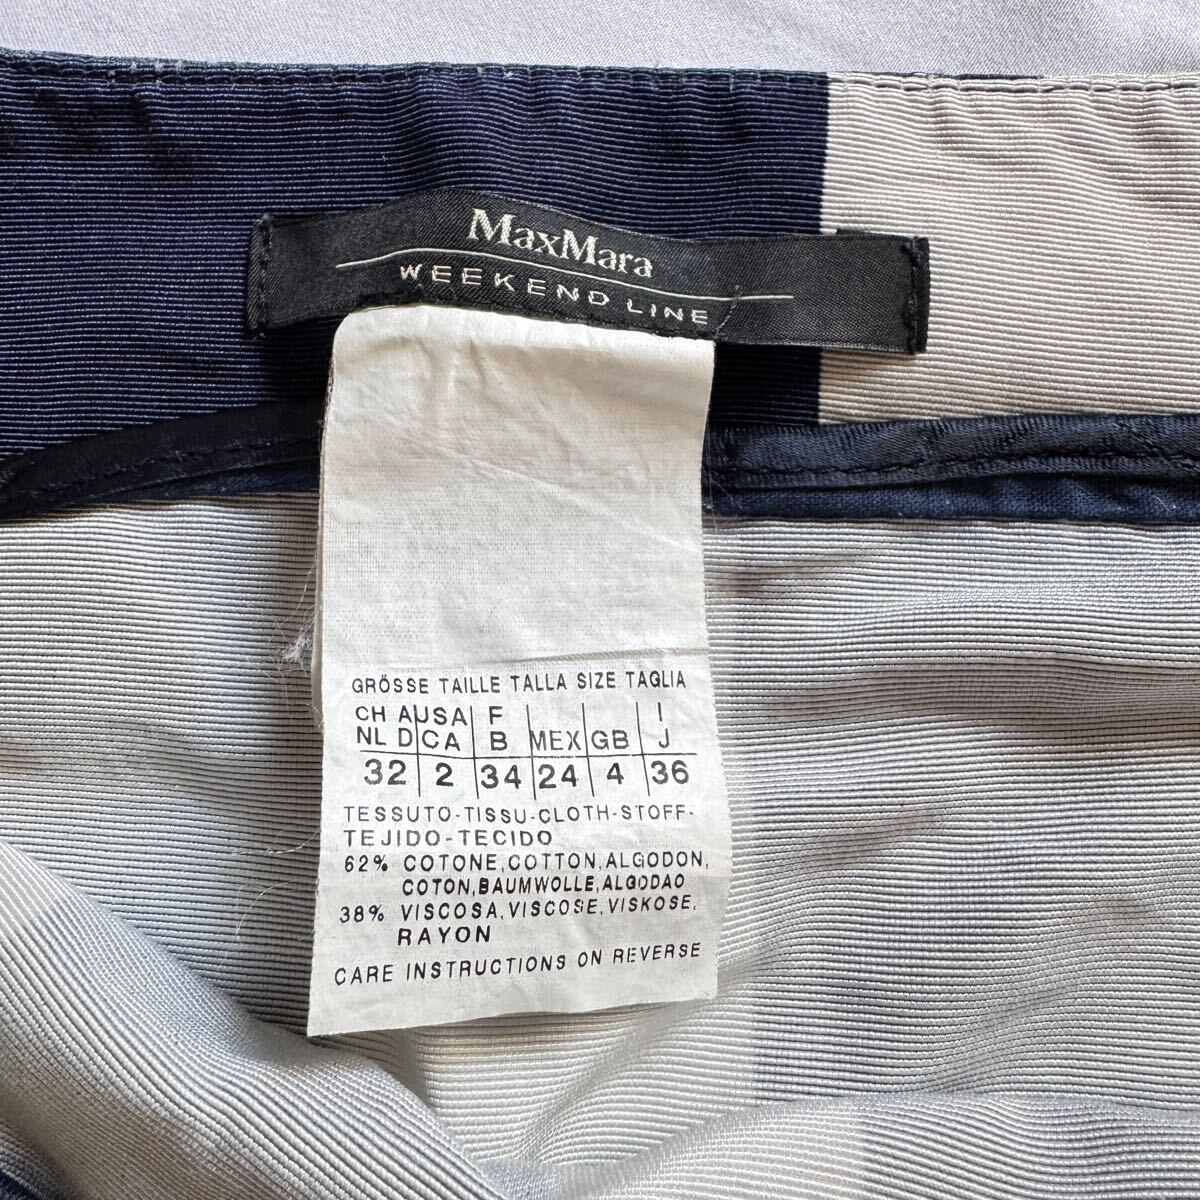 MaxMara
WEEKEND LINE
GRÖSSE TAILLE TALLA SIZE TAGLIA
CH A USA F I
NL D CA B MEX GB J
32 2 34 24 4 36
TESSUTO-TISSU-CLOTH-STOFF-
TEJIDO-TECIDO
62% COTONE,COTTON,ALGODON,
COTON,BAUMWOLLE,ALGODAO
38% VISCOSA,VISCOSE,VISKOSE,
RAYON
CARE INSTRUCTIONS ON REVERSE